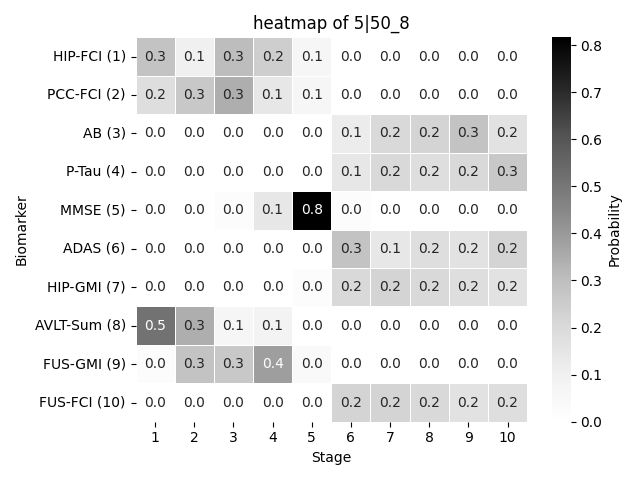 heatmap of 5|50_8
HIP-FCI (1) 0.3 0.1 0.3 0.2 0.1 0.0 0.0 0.0 0.0 0.0
PCC-FCI (2) 0.2 0.3 0.3 0.1 0.1 0.0 0.0 0.0 0.0 0.0
AB (3) 0.0 0.0 0.0 0.0 0.0 0.1 0.2 0.2 0.3 0.2
P-Tau (4) 0.0 0.0 0.0 0.0 0.0 0.1 0.2 0.2 0.2 0.3
MMSE (5) 0.0 0.0 0.0 0.1 0.8 0.0 0.0 0.0 0.0 0.0
ADAS (6) 0.0 0.0 0.0 0.0 0.0 0.3 0.1 0.2 0.2 0.2
HIP-GMI (7) 0.0 0.0 0.0 0.0 0.0 0.2 0.2 0.2 0.2 0.2
AVLT-Sum (8) 0.5 0.3 0.1 0.1 0.0 0.0 0.0 0.0 0.0 0.0
FUS-GMI (9) 0.0 0.3 0.3 0.4 0.0 0.0 0.0 0.0 0.0 0.0
FUS-FCI (10) 0.0 0.0 0.0 0.0 0.0 0.2 0.2 0.2 0.2 0.2
1 2 3 4 5 6 7 8 9 10
Stage
Biomarker
0.8
0.7
0.6
0.5
0.4
0.3
0.2
0.1
0.0
Probability